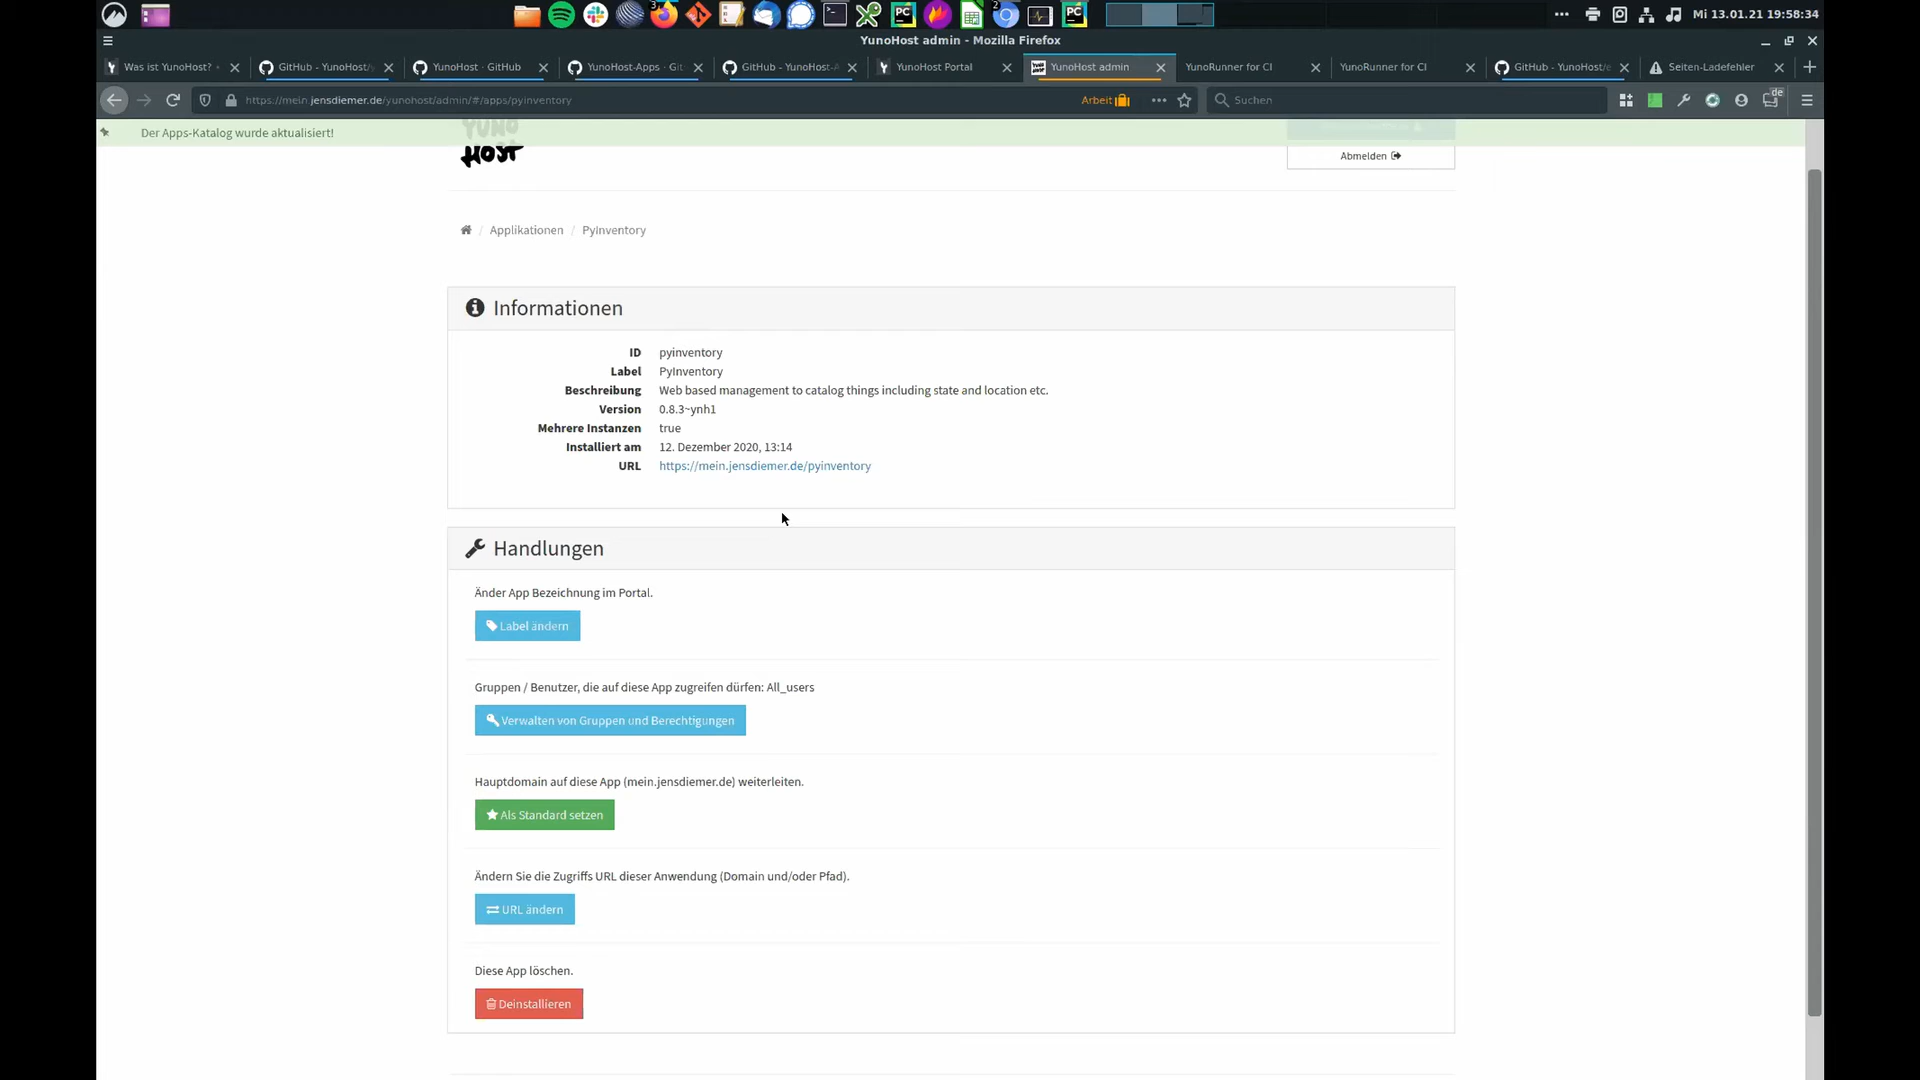 Mi 13.01.21 19:58:34
YunoHost admin - Mozilla Firefox
Was ist YunoHost?
GitHub - YunoHost/
YunoHost · GitHub
YunoHost-Apps · Git
GitHub - YunoHost-A
YunoHost Portal
YunoHost admin
YunoRunner for CI
YunoRunner for CI
GitHub - YunoHost/e
Seiten-Ladefehler
https://mein.jensdiemer.de/yunohost/admin/#/apps/pyinventory
Arbeit
Suchen
de
Der Apps-Katalog wurde aktualisiert!
YUNO
HOST
Abmelden
/ Applikationen / PyInventory
Informationen
ID pyinventory
Label PyInventory
Beschreibung Web based management to catalog things including state and location etc.
Version 0.8.3~ynh1
Mehrere Instanzen true
Installiert am 12. Dezember 2020, 13:14
URL https://mein.jensdiemer.de/pyinventory
Handlungen
Änder App Bezeichnung im Portal.
Label ändern
Gruppen / Benutzer, die auf diese App zugreifen dürfen: All_users
Verwalten von Gruppen und Berechtigungen
Hauptdomain auf diese App (mein.jensdiemer.de) weiterleiten.
Als Standard setzen
Ändern Sie die Zugriffs URL dieser Anwendung (Domain und/oder Pfad).
URL ändern
Diese App löschen.
Deinstallieren